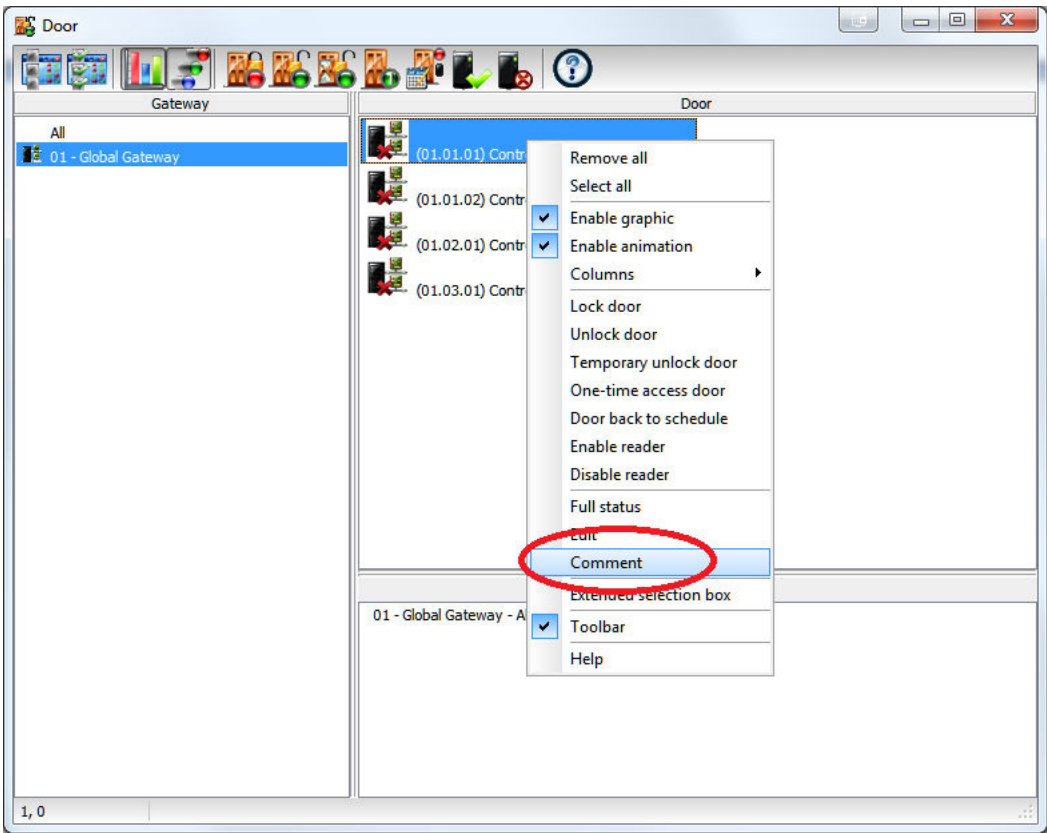 Door
Gateway
Door
All
01 - Global Gateway
(01.01.01) Contr
(01.01.02) Contr
(01.02.01) Contr
(01.03.01) Contr
Remove all
Select all
Enable graphic
Enable animation
Columns
Lock door
Unlock door
Temporary unlock door
One-time access door
Door back to schedule
Enable reader
Disable reader
Full status
Edit
Comment
Extended selection box
Toolbar
Help
01 - Global Gateway - A
1, 0